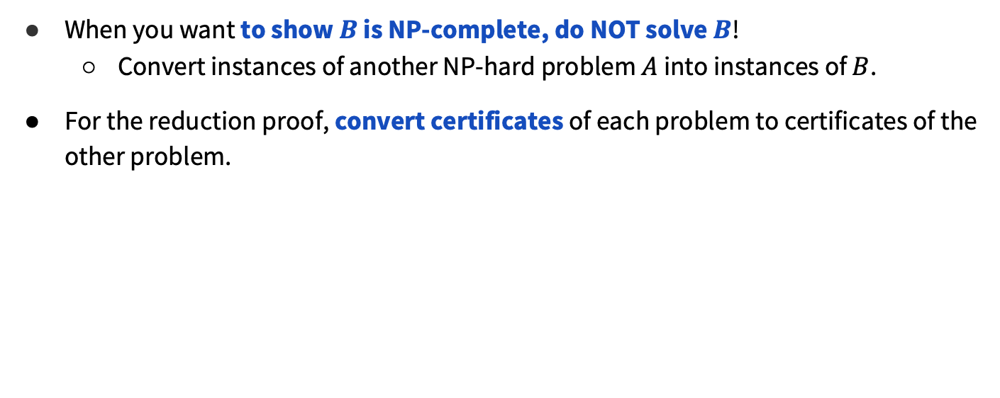 ● When you want to show B is NP-complete, do NOT solve B!
○ Convert instances of another NP-hard problem A into instances of B.
● For the reduction proof, convert certificates of each problem to certificates of the
other problem.